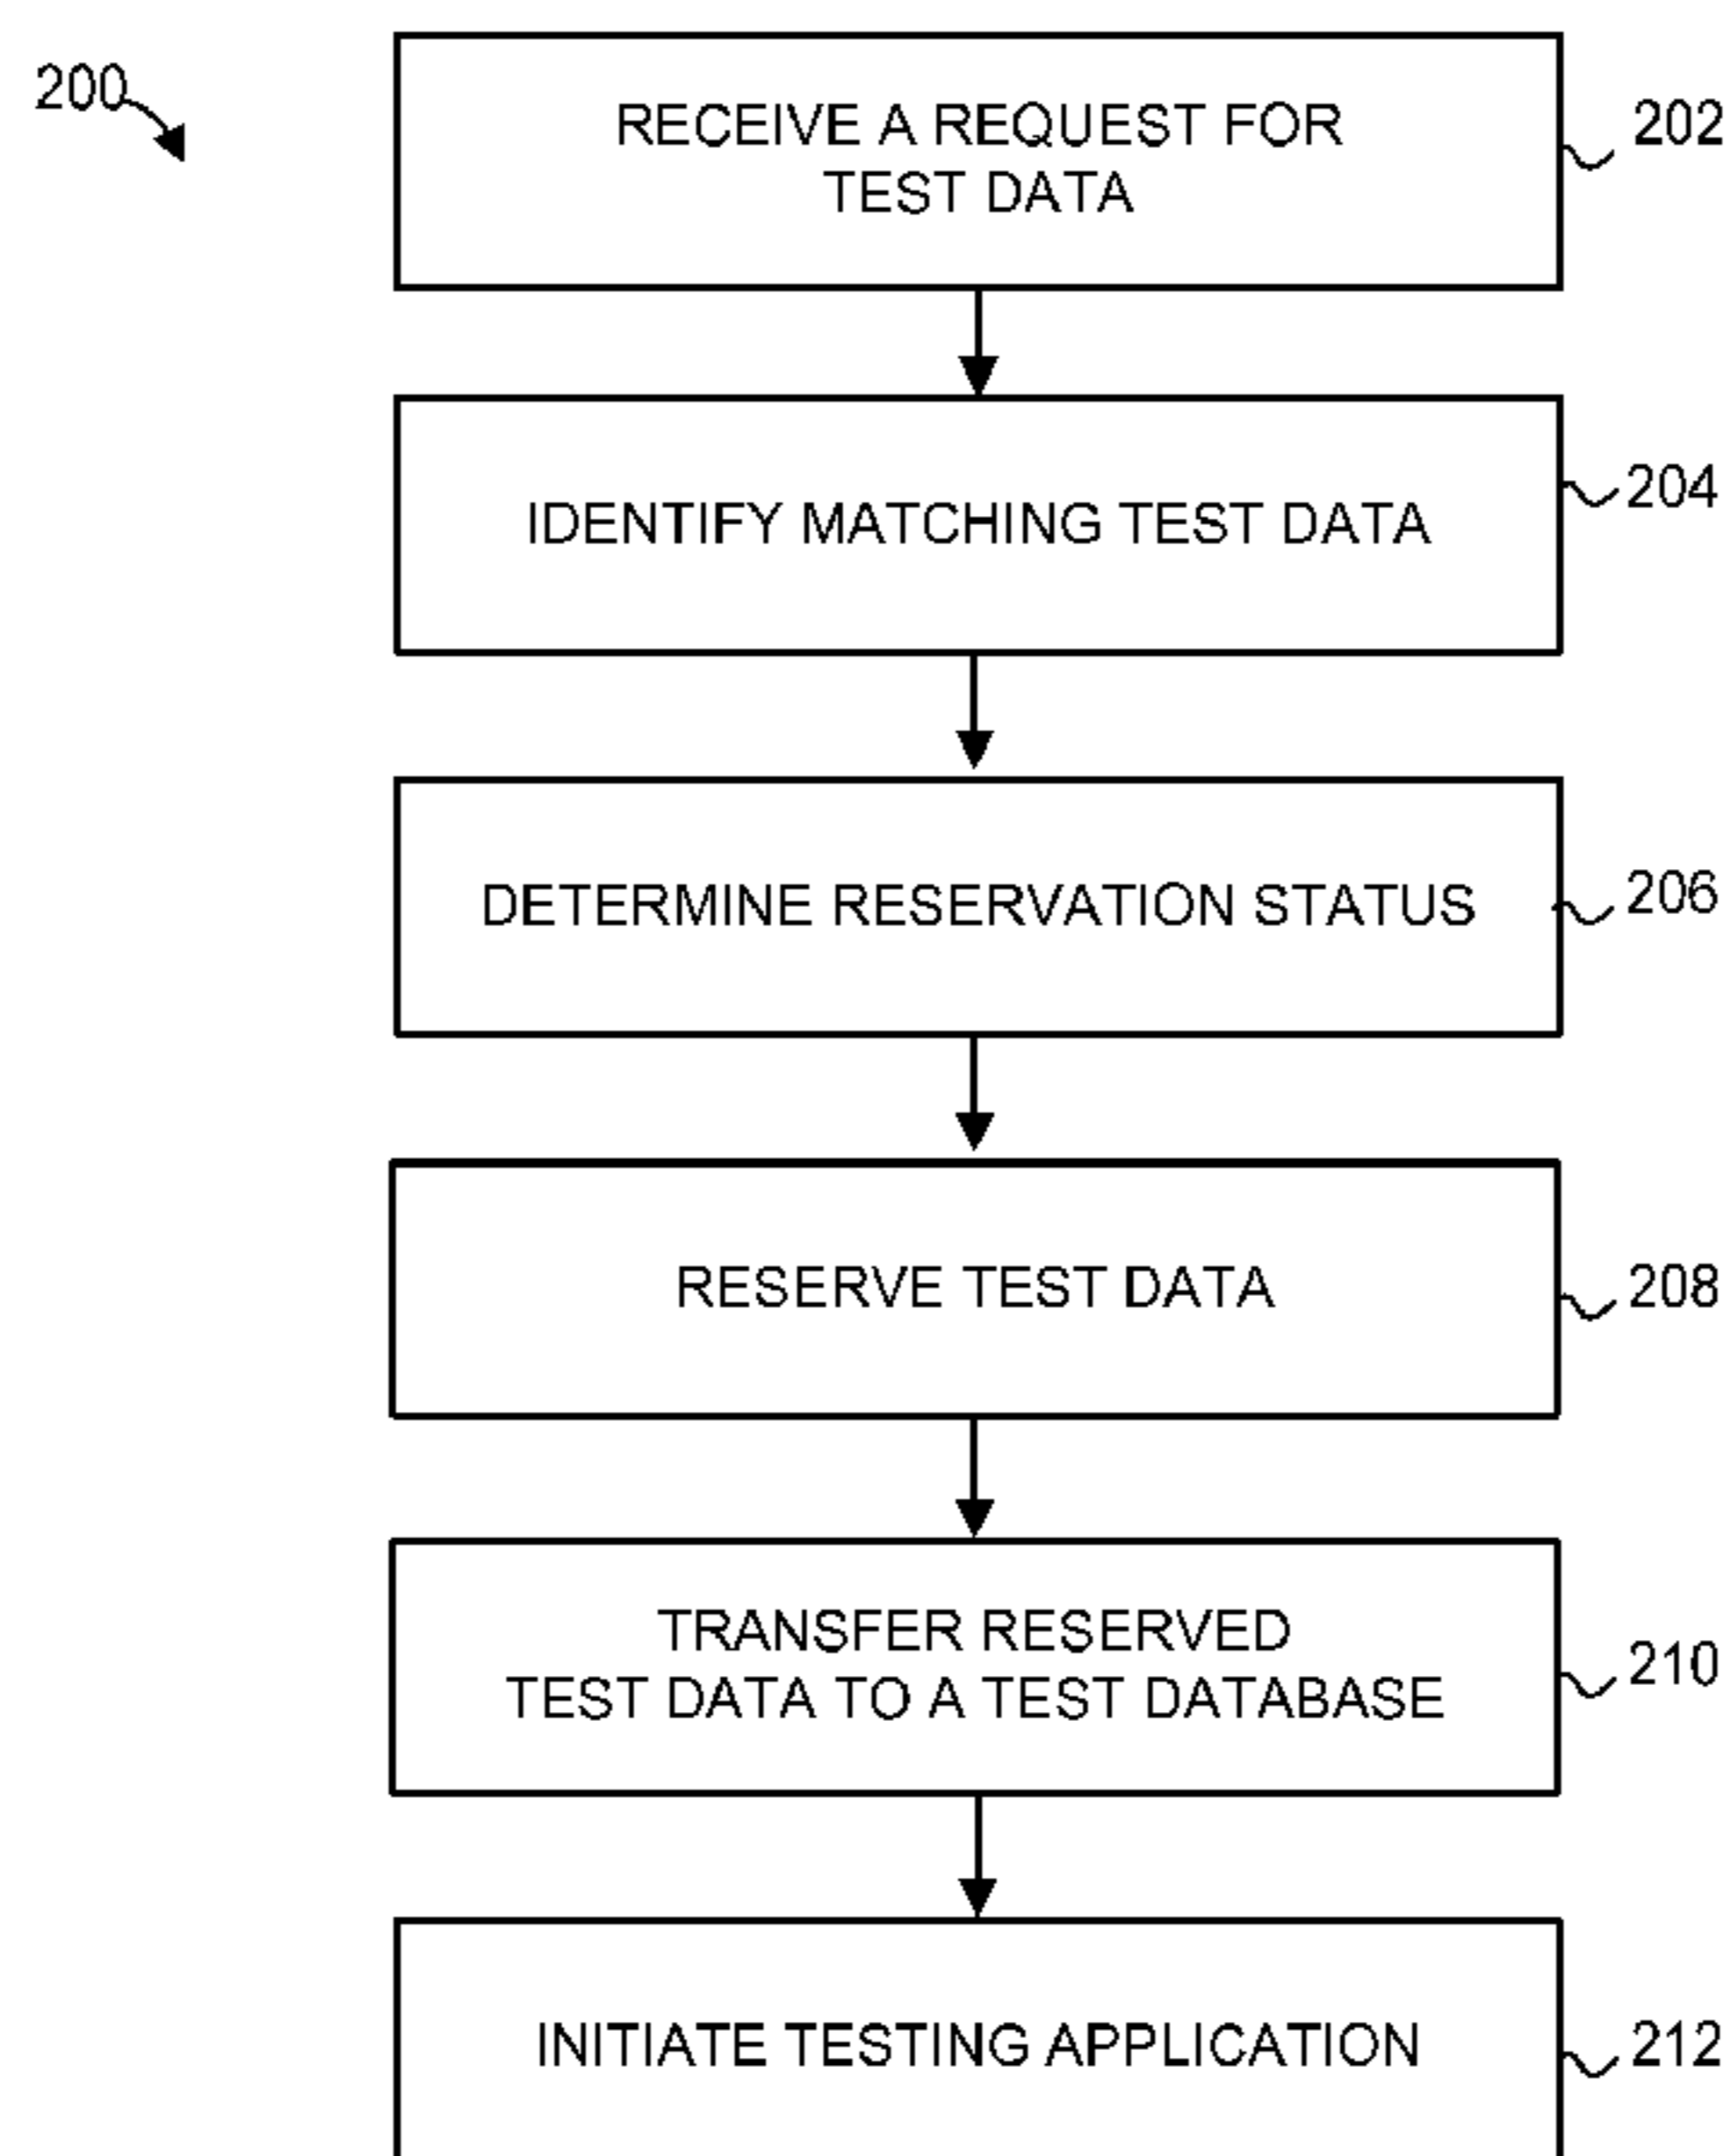 200
RECEIVE A REQUEST FOR
TEST DATA
202
IDENTIFY MATCHING TEST DATA
204
DETERMINE RESERVATION STATUS
206
RESERVE TEST DATA
208
TRANSFER RESERVED
TEST DATA TO A TEST DATABASE
210
INITIATE TESTING APPLICATION
212